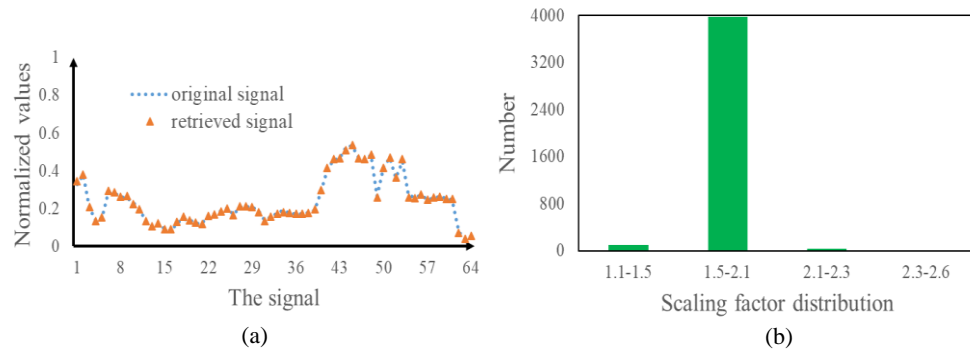 Normalized values
1
0.8
0.6
0.4
0.2
0
original signal
retrieved signal
1 8 15 22 29 36 43 50 57 64
The signal
(a)
Number
4000
3200
2400
1600
800
0
1.1-1.5 1.5-2.1 2.1-2.3 2.3-2.6
Scaling factor distribution
(b)